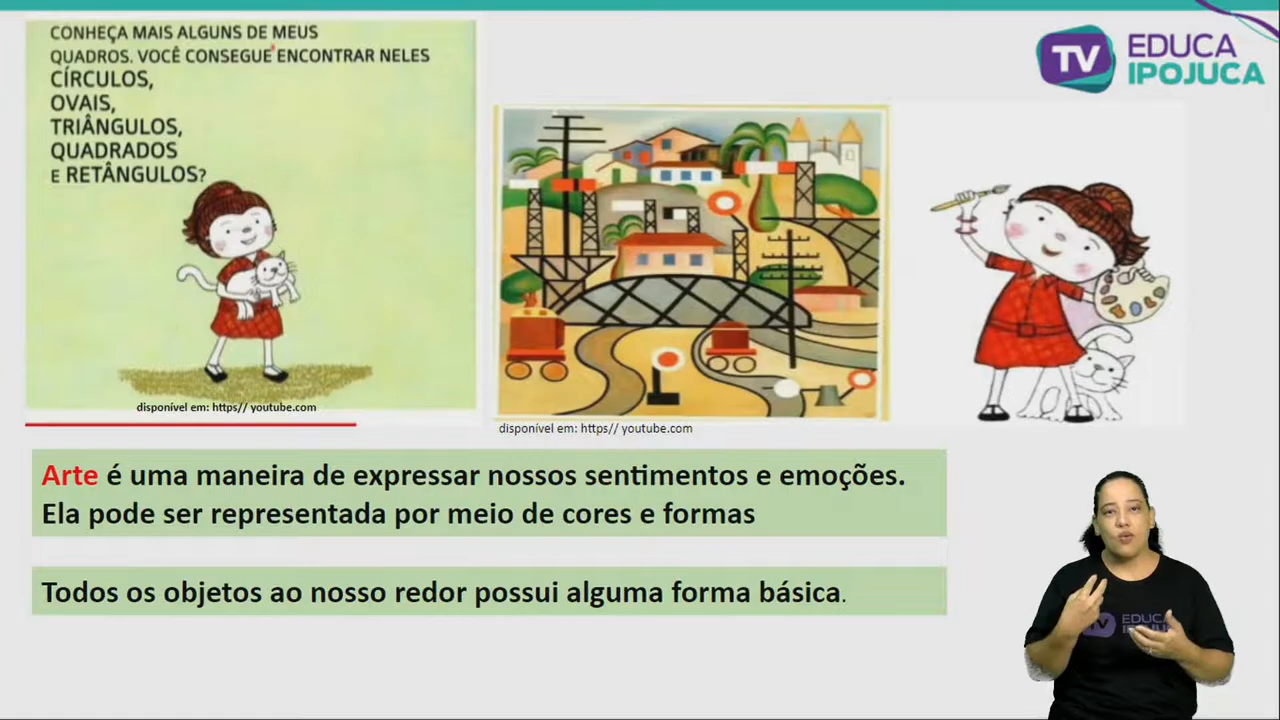 CONHEÇA MAIS ALGUNS DE MEUS
QUADROS. VOCÊ CONSEGUE ENCONTRAR NELES
CÍRCULOS,
OVAIS,
TRIÂNGULOS,
QUADRADOS
E RETÂNGULOS?
disponível em: https// youtube.com
TV EDUCA
IPOJUCA
disponível em: https// youtube.com
Arte é uma maneira de expressar nossos sentimentos e emoções.
Ela pode ser representada por meio de cores e formas
Todos os objetos ao nosso redor possui alguma forma básica.
TV EDUCA